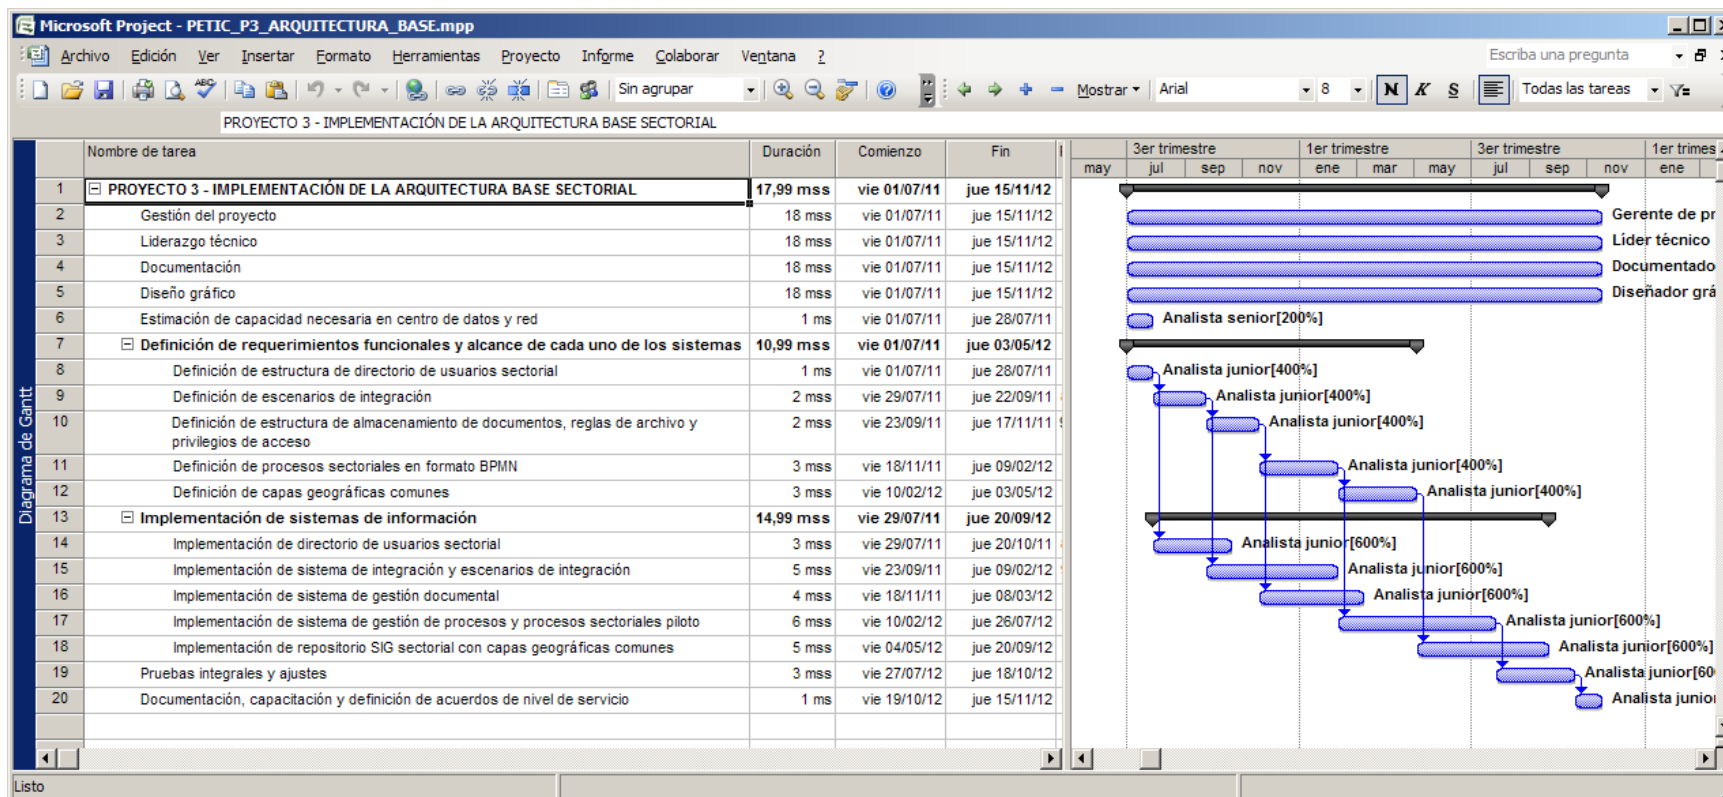 Microsoft Project - PETIC_P3_ARQUITECTURA_BASE.mpp
Archivo Edición Ver Insertar Formato Herramientas Proyecto Informe Colaborar Ventana ? Escriba una pregunta
ABC Sin agrupar Mostrar Arial 8 N K S Todas las tareas
PROYECTO 3 - IMPLEMENTACIÓN DE LA ARQUITECTURA BASE SECTORIAL
Nombre de tarea Duración Comienzo Fin 3er trimestre 1er trimestre 3er trimestre 1er trimes
may jul sep nov ene mar may jul sep nov ene
1 PROYECTO 3 - IMPLEMENTACIÓN DE LA ARQUITECTURA BASE SECTORIAL 17,99 mss vie 01/07/11 jue 15/11/12
2 Gestión del proyecto 18 mss vie 01/07/11 jue 15/11/12 Gerente de pr
3 Liderazgo técnico 18 mss vie 01/07/11 jue 15/11/12 Líder técnico
4 Documentación 18 mss vie 01/07/11 jue 15/11/12 Documentado
5 Diseño gráfico 18 mss vie 01/07/11 jue 15/11/12 Diseñador grá
6 Estimación de capacidad necesaria en centro de datos y red 1 ms vie 01/07/11 jue 28/07/11 Analista senior[200%]
7 Definición de requerimientos funcionales y alcance de cada uno de los sistemas 10,99 mss vie 01/07/11 jue 03/05/12
8 Definición de estructura de directorio de usuarios sectorial 1 ms vie 01/07/11 jue 28/07/11 Analista junior[400%]
9 Definición de escenarios de integración 2 mss vie 29/07/11 jue 22/09/11 Analista junior[400%]
10 Definición de estructura de almacenamiento de documentos, reglas de archivo y 2 mss vie 23/09/11 jue 17/11/11 Analista junior[400%]
privilegios de acceso
11 Definición de procesos sectoriales en formato BPMN 3 mss vie 18/11/11 jue 09/02/12 Analista junior[400%]
12 Definición de capas geográficas comunes 3 mss vie 10/02/12 jue 03/05/12 Analista junior[400%]
13 Implementación de sistemas de información 14,99 mss vie 29/07/11 jue 20/09/12
14 Implementación de directorio de usuarios sectorial 3 mss vie 29/07/11 jue 20/10/11 Analista junior[600%]
15 Implementación de sistema de integración y escenarios de integración 5 mss vie 23/09/11 jue 09/02/12 Analista junior[600%]
16 Implementación de sistema de gestión documental 4 mss vie 18/11/11 jue 08/03/12 Analista junior[600%]
17 Implementación de sistema de gestión de procesos y procesos sectoriales piloto 6 mss vie 10/02/12 jue 26/07/12 Analista junior[600%]
18 Implementación de repositorio SIG sectorial con capas geográficas comunes 5 mss vie 04/05/12 jue 20/09/12 Analista junior[600%]
19 Pruebas integrales y ajustes 3 mss vie 27/07/12 jue 18/10/12 Analista junior[60
20 Documentación, capacitación y definición de acuerdos de nivel de servicio 1 ms vie 19/10/12 jue 15/11/12 Analista junio
Diagrama de Gantt
Listo